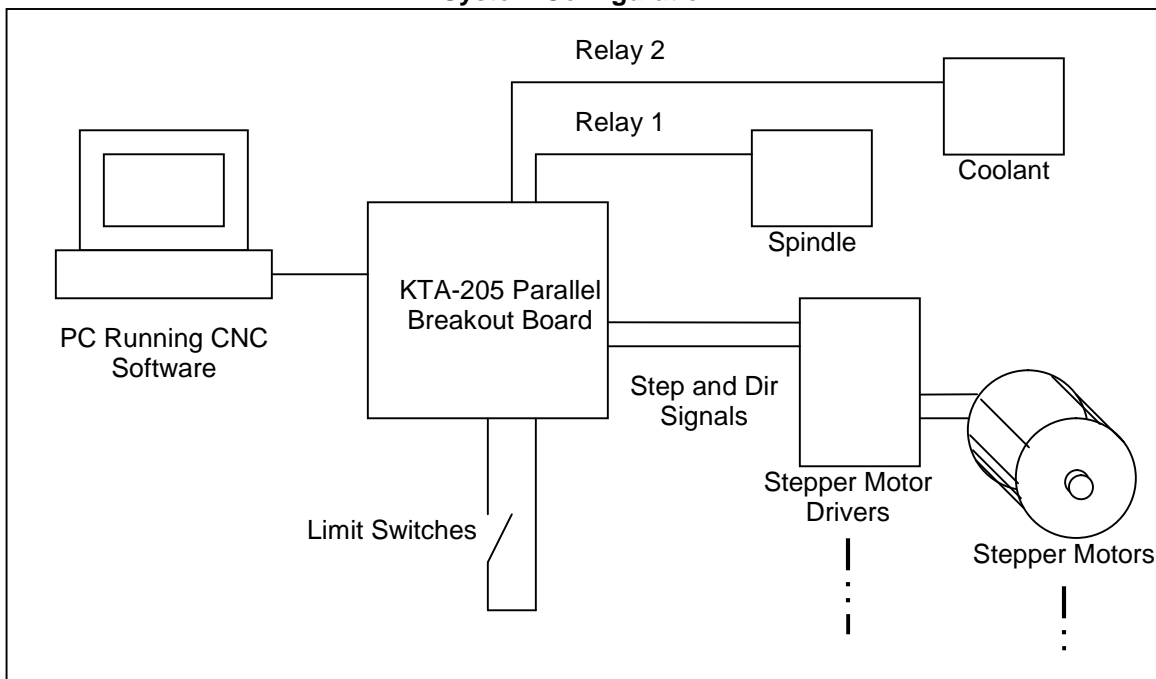 Relay 2
Relay 1
Coolant
Spindle
KTA-205 Parallel
Breakout Board
PC Running CNC
Software
Step and Dir
Signals
Limit Switches
Stepper Motor
Drivers
Stepper Motors